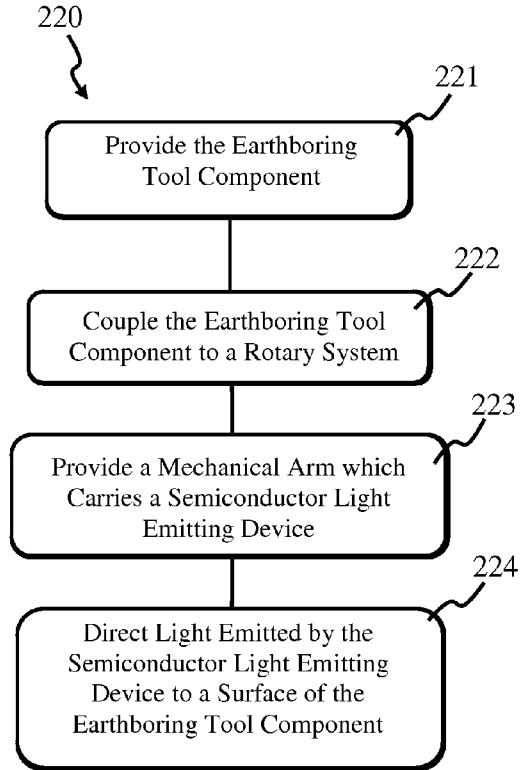 220
221
Provide the Earthboring
Tool Component
222
Couple the Earthboring Tool
Component to a Rotary System
223
Provide a Mechanical Arm which
Carries a Semiconductor Light
Emitting Device
224
Direct Light Emitted by the
Semiconductor Light Emitting
Device to a Surface of the
Earthboring Tool Component